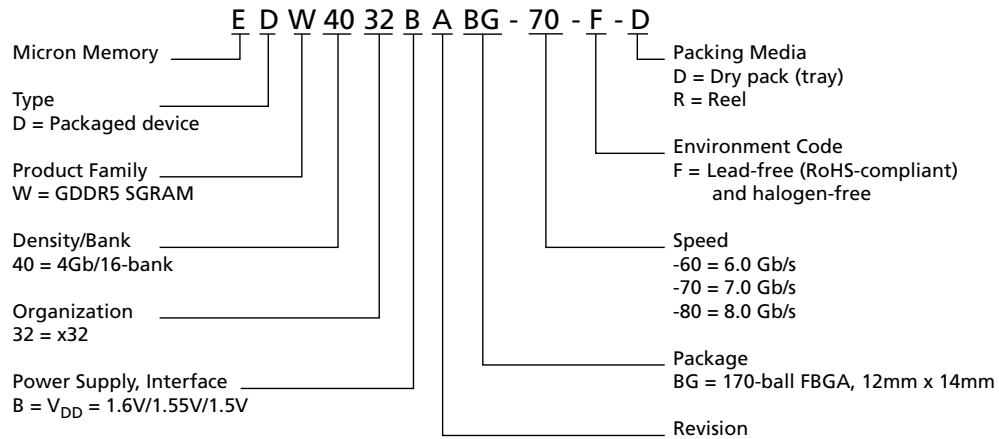 E D W 40 32 B A BG - 70 - F - D
Micron Memory
Type
D = Packaged device
Product Family
W = GDDR5 SGRAM
Density/Bank
40 = 4Gb/16-bank
Organization
32 = x32
Power Supply, Interface
B = VDD = 1.6V/1.55V/1.5V
Packing Media
D = Dry pack (tray)
R = Reel
Environment Code
F = Lead-free (RoHS-compliant)
and halogen-free
Speed
-60 = 6.0 Gb/s
-70 = 7.0 Gb/s
-80 = 8.0 Gb/s
Package
BG = 170-ball FBGA, 12mm x 14mm
Revision